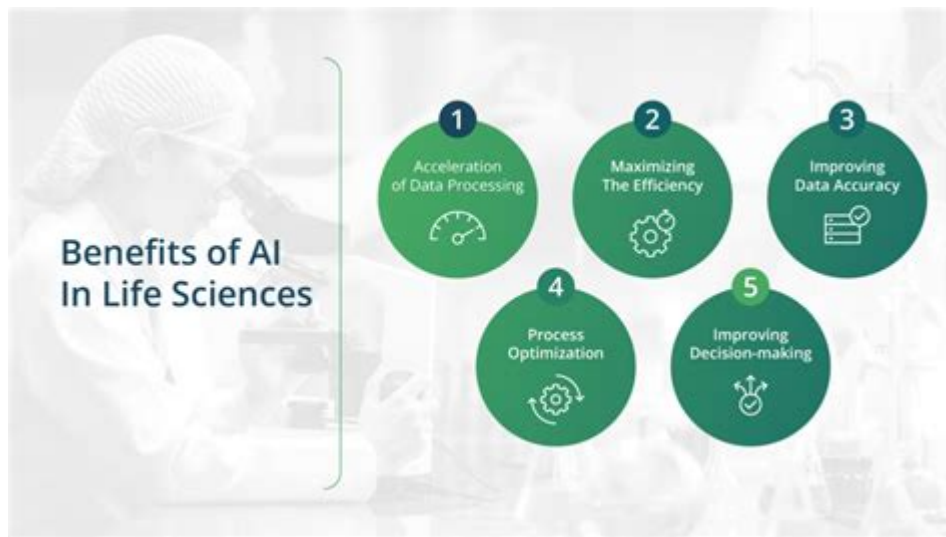 Benefits of AI
In Life Sciences
1
Acceleration
of Data Processing
2
Maximizing
The Efficiency
3
Improving
Data Accuracy
4
Process
Optimization
5
Improving
Decision-making